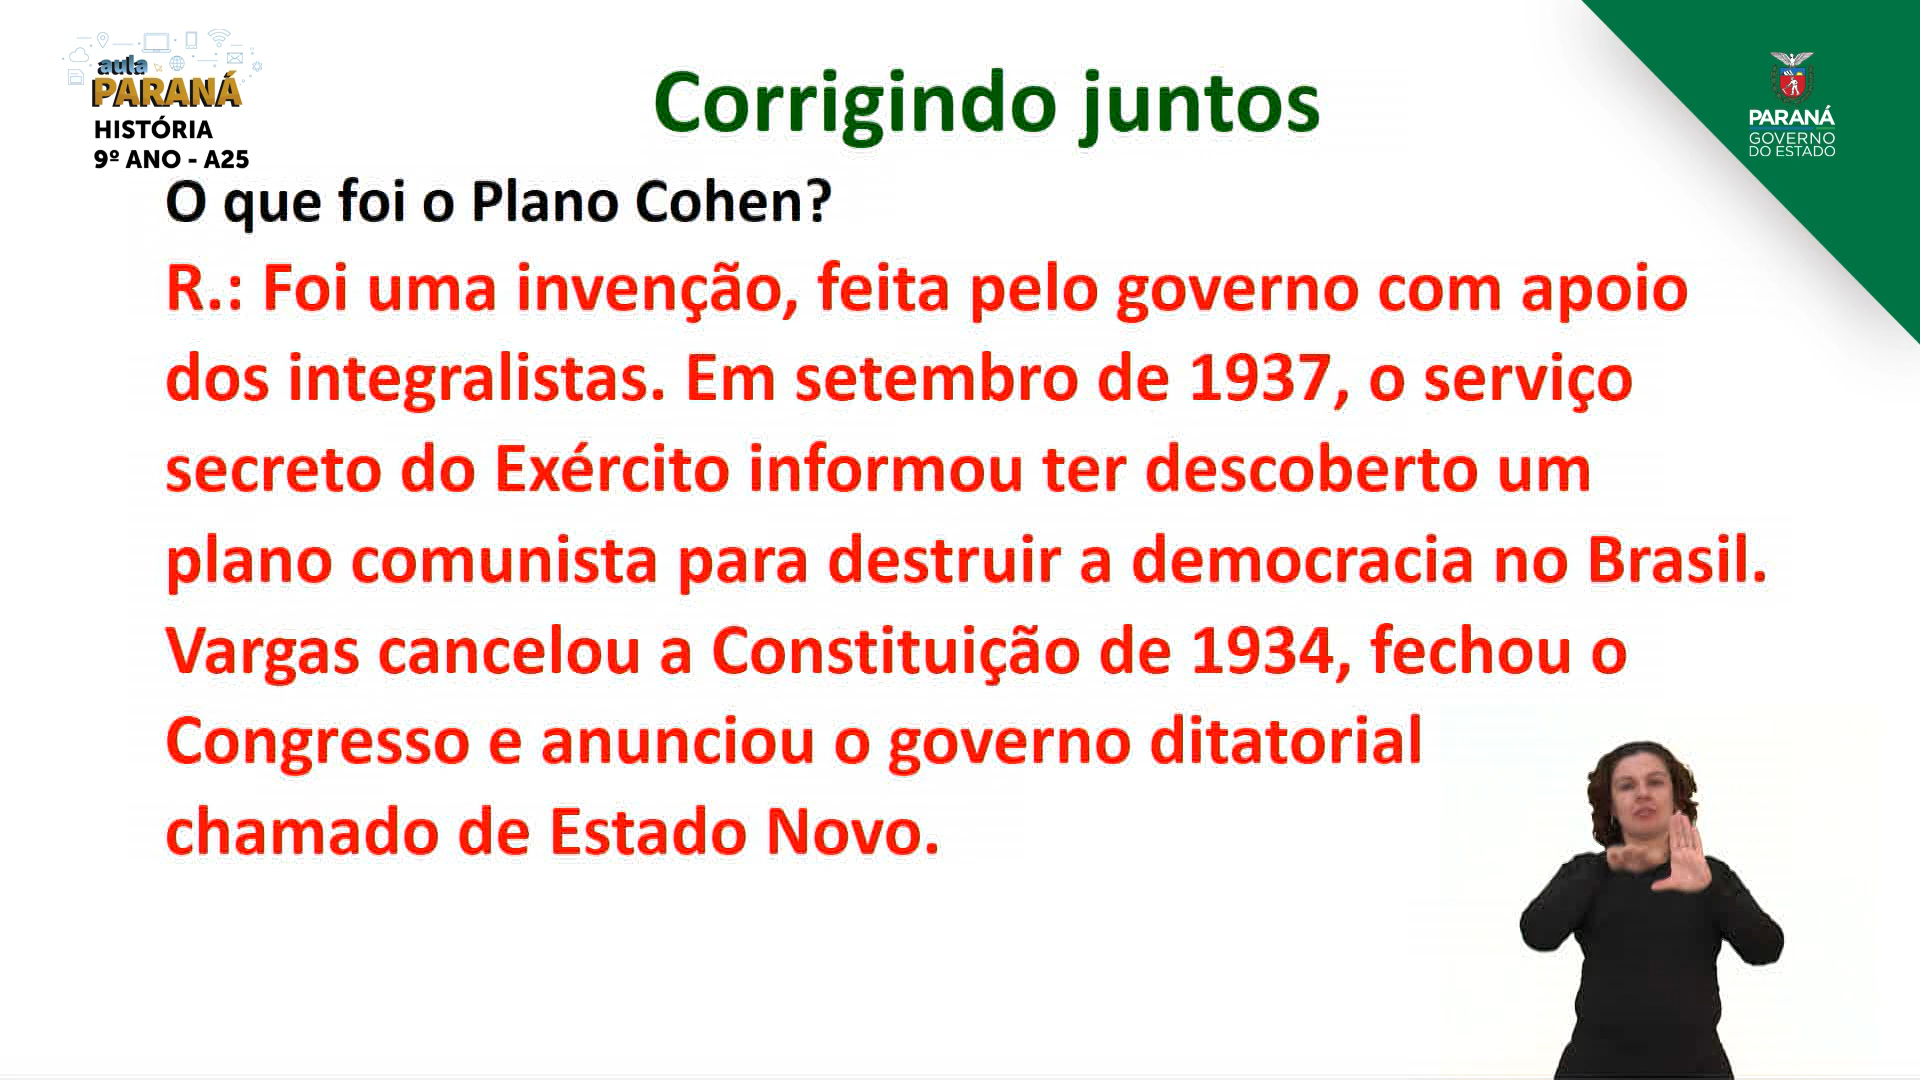 aula
PARANÁ
HISTÓRIA
9º ANO - A25
Corrigindo juntos
PARANÁ
GOVERNO
DO ESTADO
O que foi o Plano Cohen?
R.: Foi uma invenção, feita pelo governo com apoio
dos integralistas. Em setembro de 1937, o serviço
secreto do Exército informou ter descoberto um
plano comunista para destruir a democracia no Brasil.
Vargas cancelou a Constituição de 1934, fechou o
Congresso e anunciou o governo ditatorial
chamado de Estado Novo.